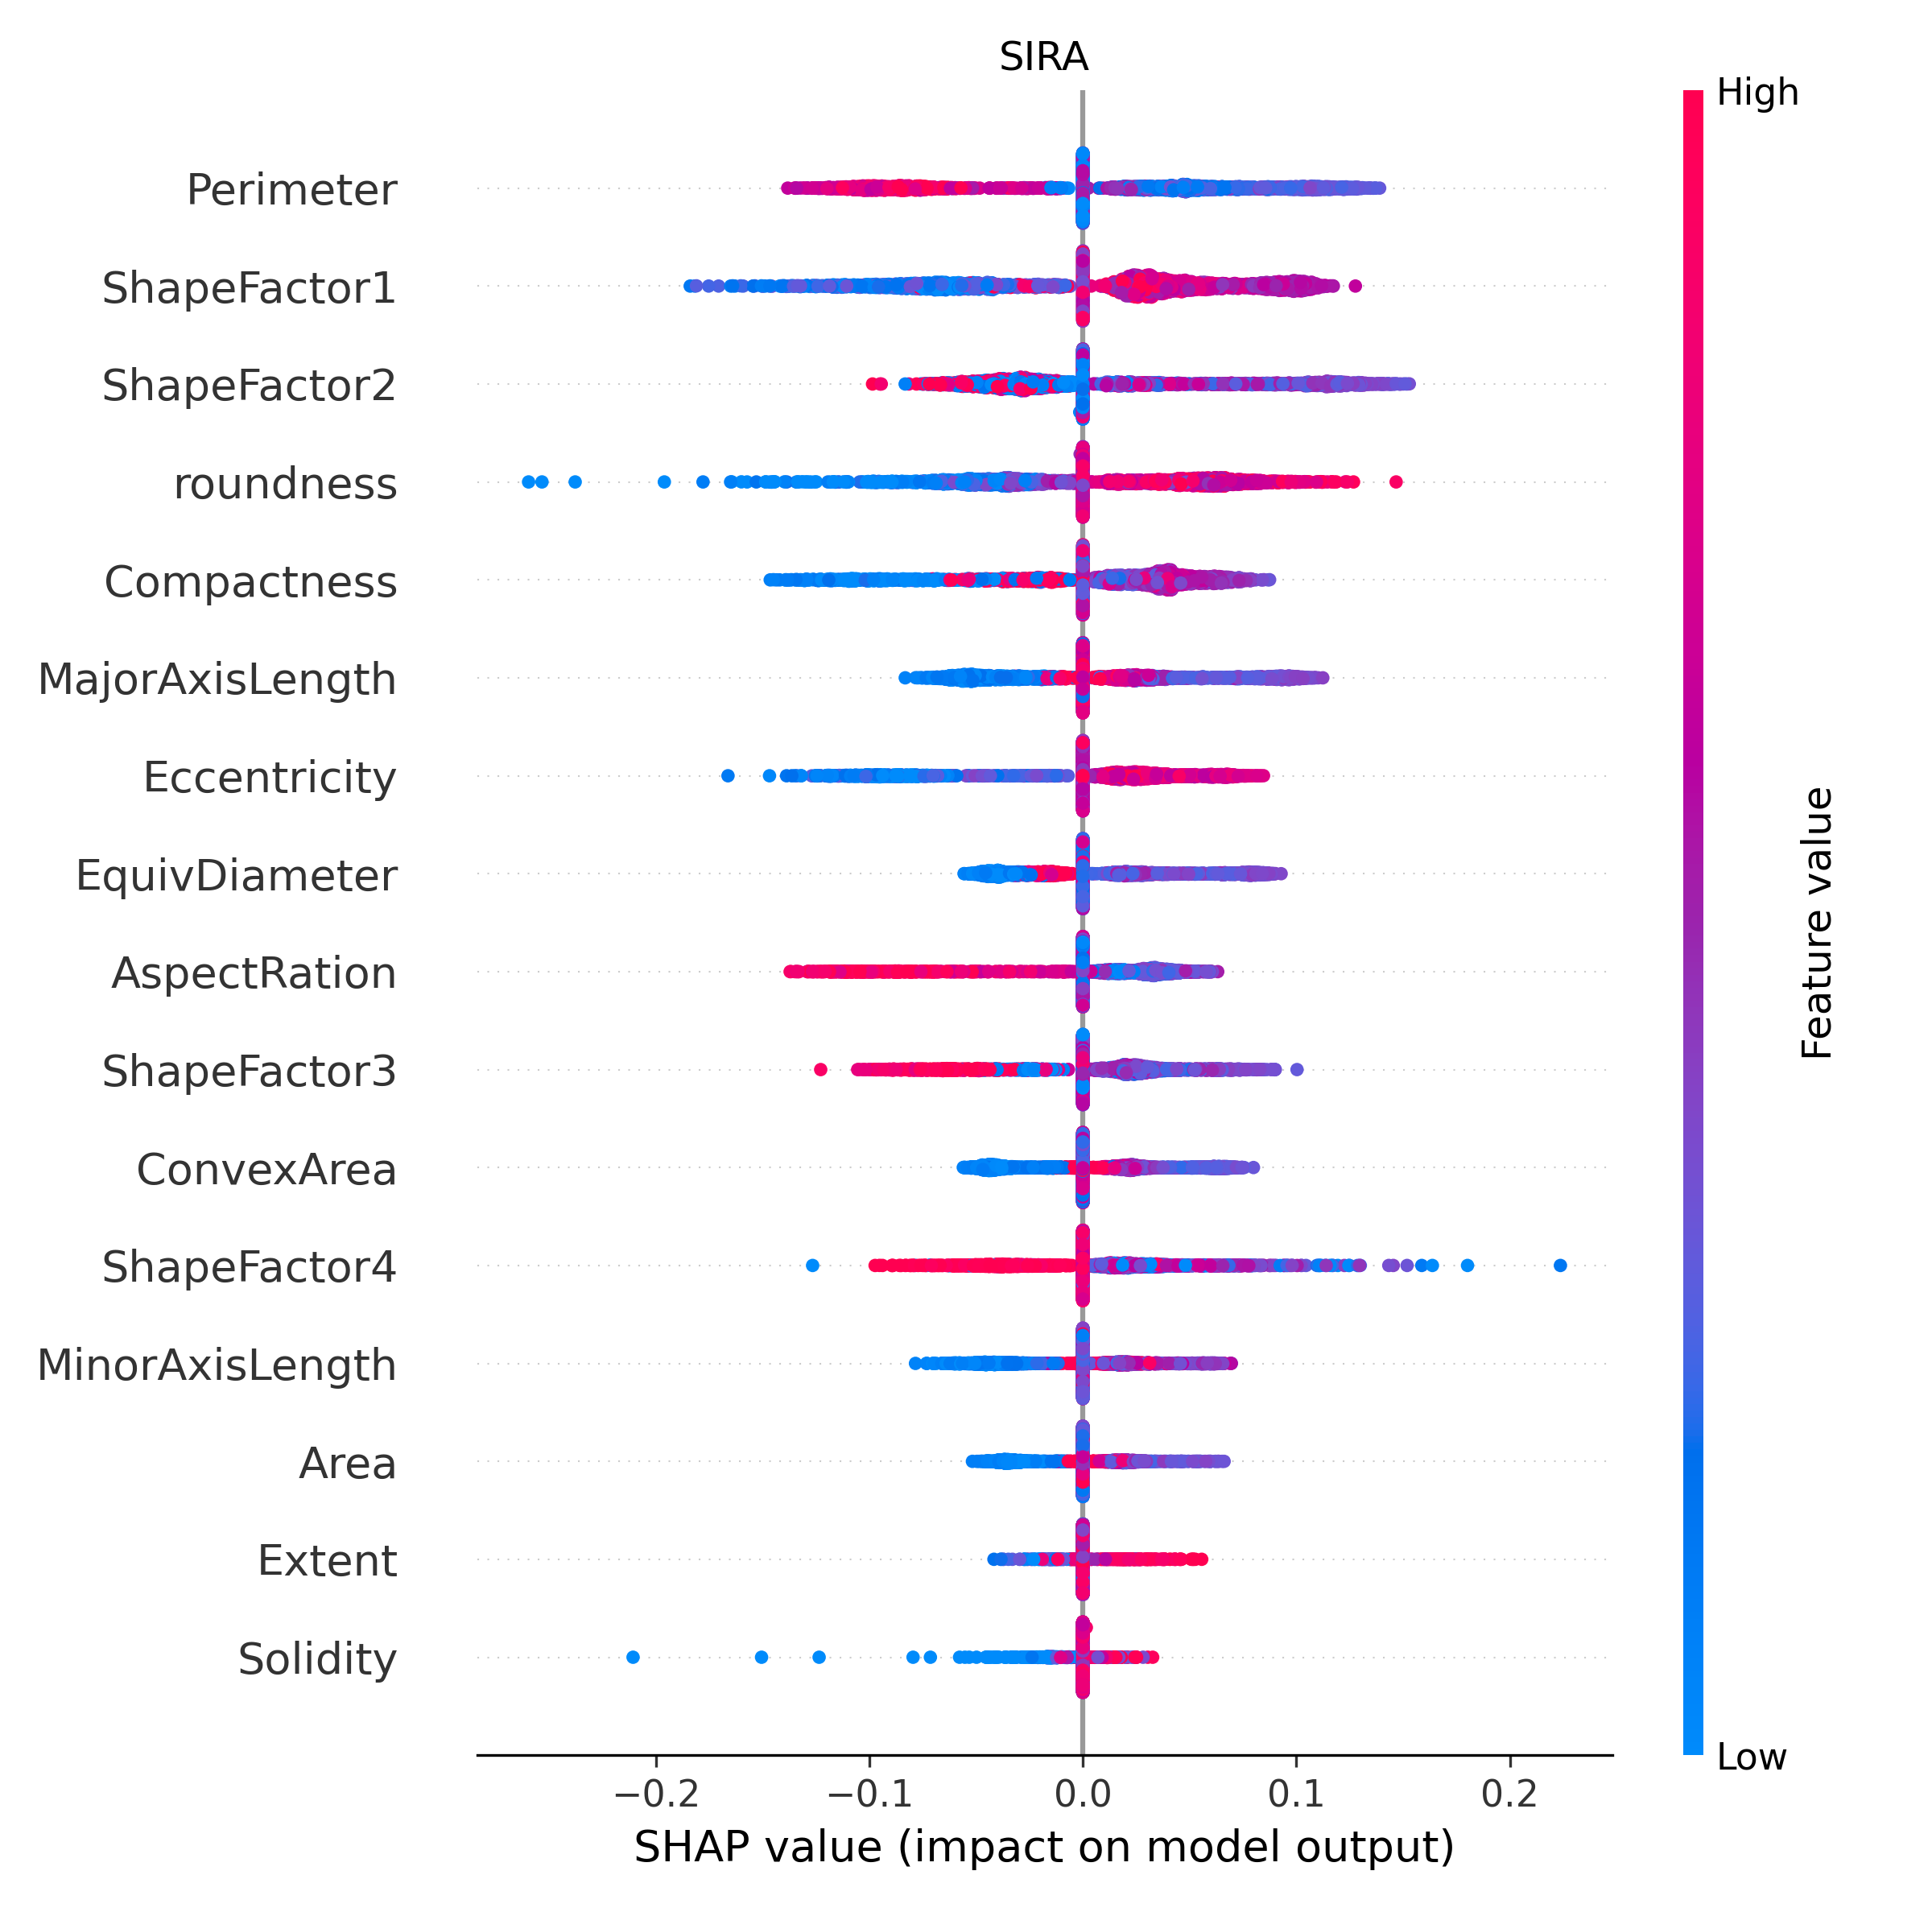 SIRA
High
Perimeter
ShapeFactor1
ShapeFactor2
roundness
Compactness
MajorAxisLength
Eccentricity
EquivDiameter
AspectRation
ShapeFactor3
ConvexArea
ShapeFactor4
MinorAxisLength
Area
Extent
Solidity
Feature value
Low
−0.2 −0.1 0.0 0.1 0.2
SHAP value (impact on model output)